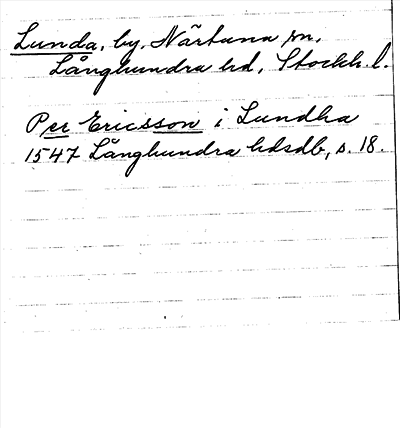 Lunda, by, Närtuna sn,
Långhundra hd, Stockh. l.
Per Ericsson i Lundha
1547 Långhundra hdsdb, s. 18.